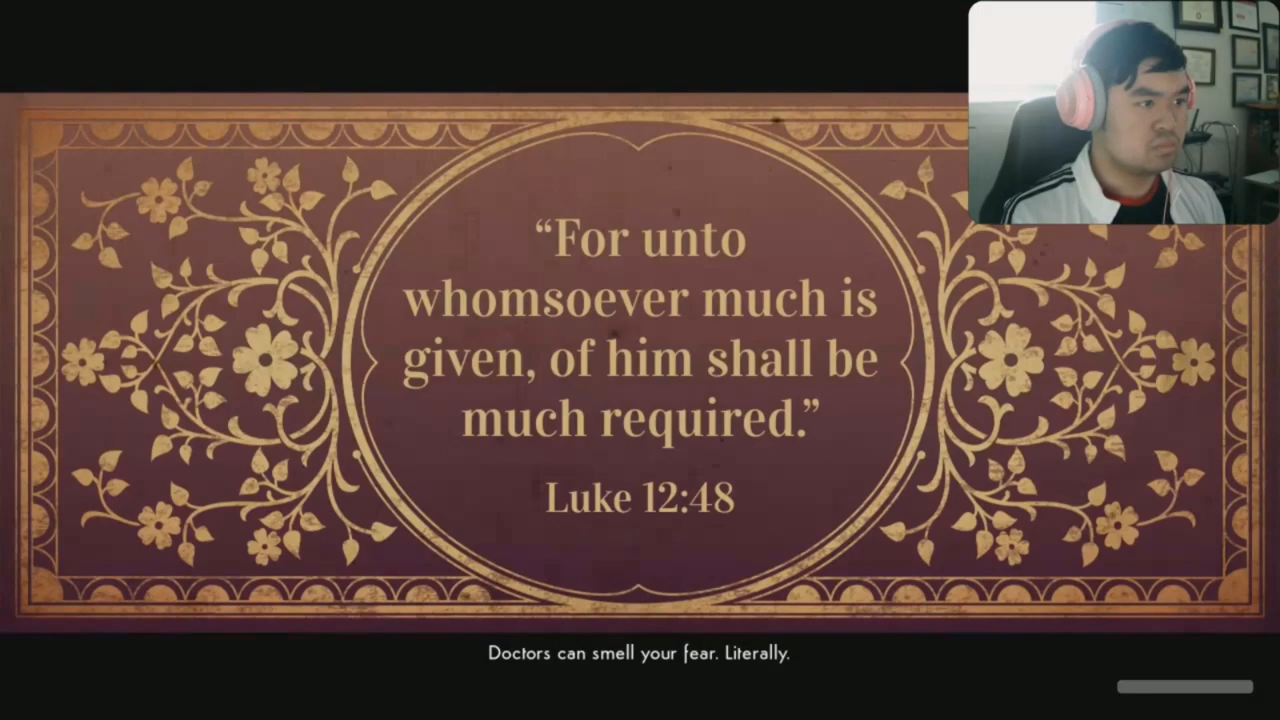 “For unto
whomsoever much is
given, of him shall be
much required.”
Luke 12:48
Doctors can smell your fear. Literally.